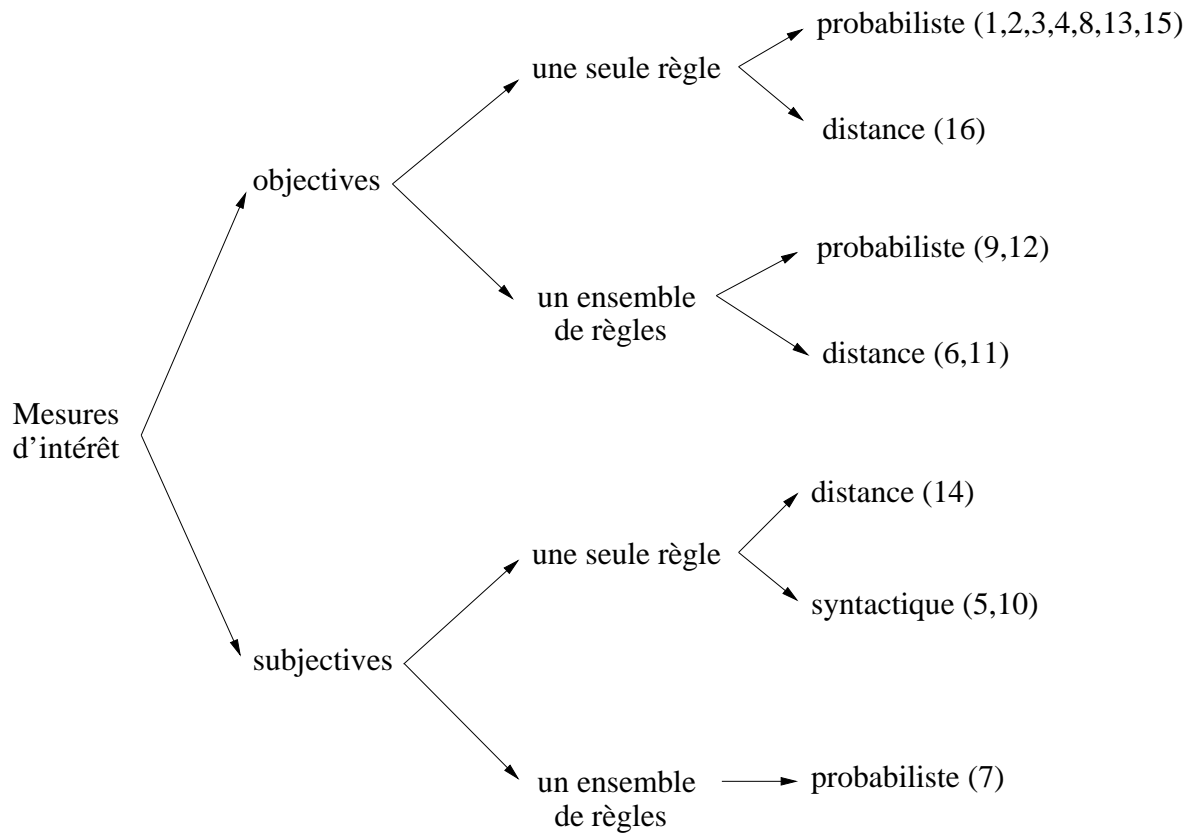 probabiliste (1,2,3,4,8,13,15)
une seule règle
distance (16)
objectives
probabiliste (9,12)
un ensemble
de règles
distance (6,11)
Mesures
d'intérêt
distance (14)
une seule règle
syntactique (5,10)
subjectives
un ensemble
de règles
probabiliste (7)